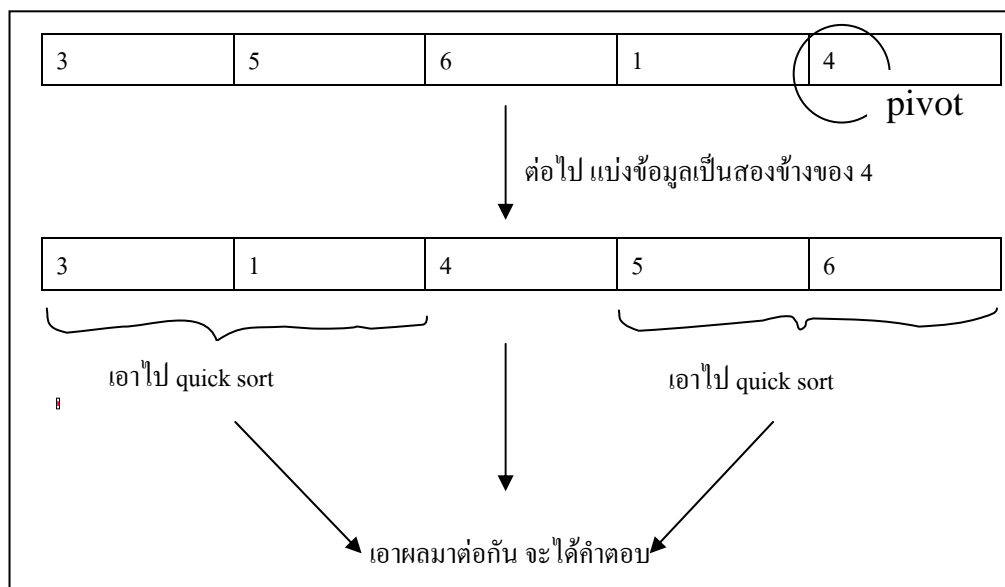 3 5 6 1 4
pivot
ต่อไป แบ่งข้อมูลเป็นสองข้างของ 4
3 1 4 5 6
เอาไป quick sort เอาไป quick sort
เอาผลมาต่อกัน จะได้คำตอบ